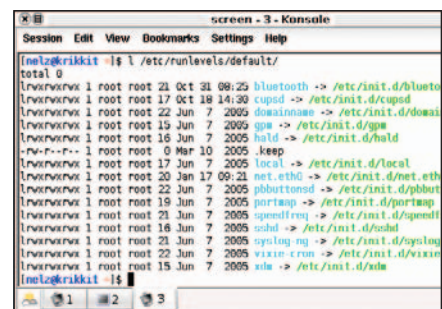 screen - 3 - Konsole
Session Edit View Bookmarks Settings Help
[nelz@krikkit ~]$ l /etc/runlevels/default/
total 0
lrwxrwxrwx 1 root root 21 Oct 31 08:25 bluetooth -> /etc/init.d/blueto
lrwxrwxrwx 1 root root 17 Oct 18 14:30 cupsd -> /etc/init.d/cupsd
lrwxrwxrwx 1 root root 22 Jun 7 2005 domainname -> /etc/init.d/domai
lrwxrwxrwx 1 root root 15 Jun 7 2005 gpm -> /etc/init.d/gpm
lrwxrwxrwx 1 root root 16 Jun 7 2005 hald -> /etc/init.d/hald
-rw-r--r-- 1 root root 0 Mar 10 2005 .keep
lrwxrwxrwx 1 root root 17 Jun 7 2005 local -> /etc/init.d/local
lrwxrwxrwx 1 root root 20 Jan 17 09:21 net.eth0 -> /etc/init.d/net.eth
lrwxrwxrwx 1 root root 22 Jun 7 2005 pbbuttonsd -> /etc/init.d/pbbut
lrwxrwxrwx 1 root root 19 Jun 7 2005 portmap -> /etc/init.d/portmap
lrwxrwxrwx 1 root root 21 Jun 7 2005 speedfreq -> /etc/init.d/speedf
lrwxrwxrwx 1 root root 16 Jun 7 2005 sshd -> /etc/init.d/sshd
lrwxrwxrwx 1 root root 21 Jun 7 2005 syslog-ng -> /etc/init.d/syslog
lrwxrwxrwx 1 root root 22 Jun 7 2005 vixie-cron -> /etc/init.d/vixie
lrwxrwxrwx 1 root root 15 Jun 7 2005 xdm -> /etc/init.d/xdm
[nelz@krikkit ~]$
1 2 3